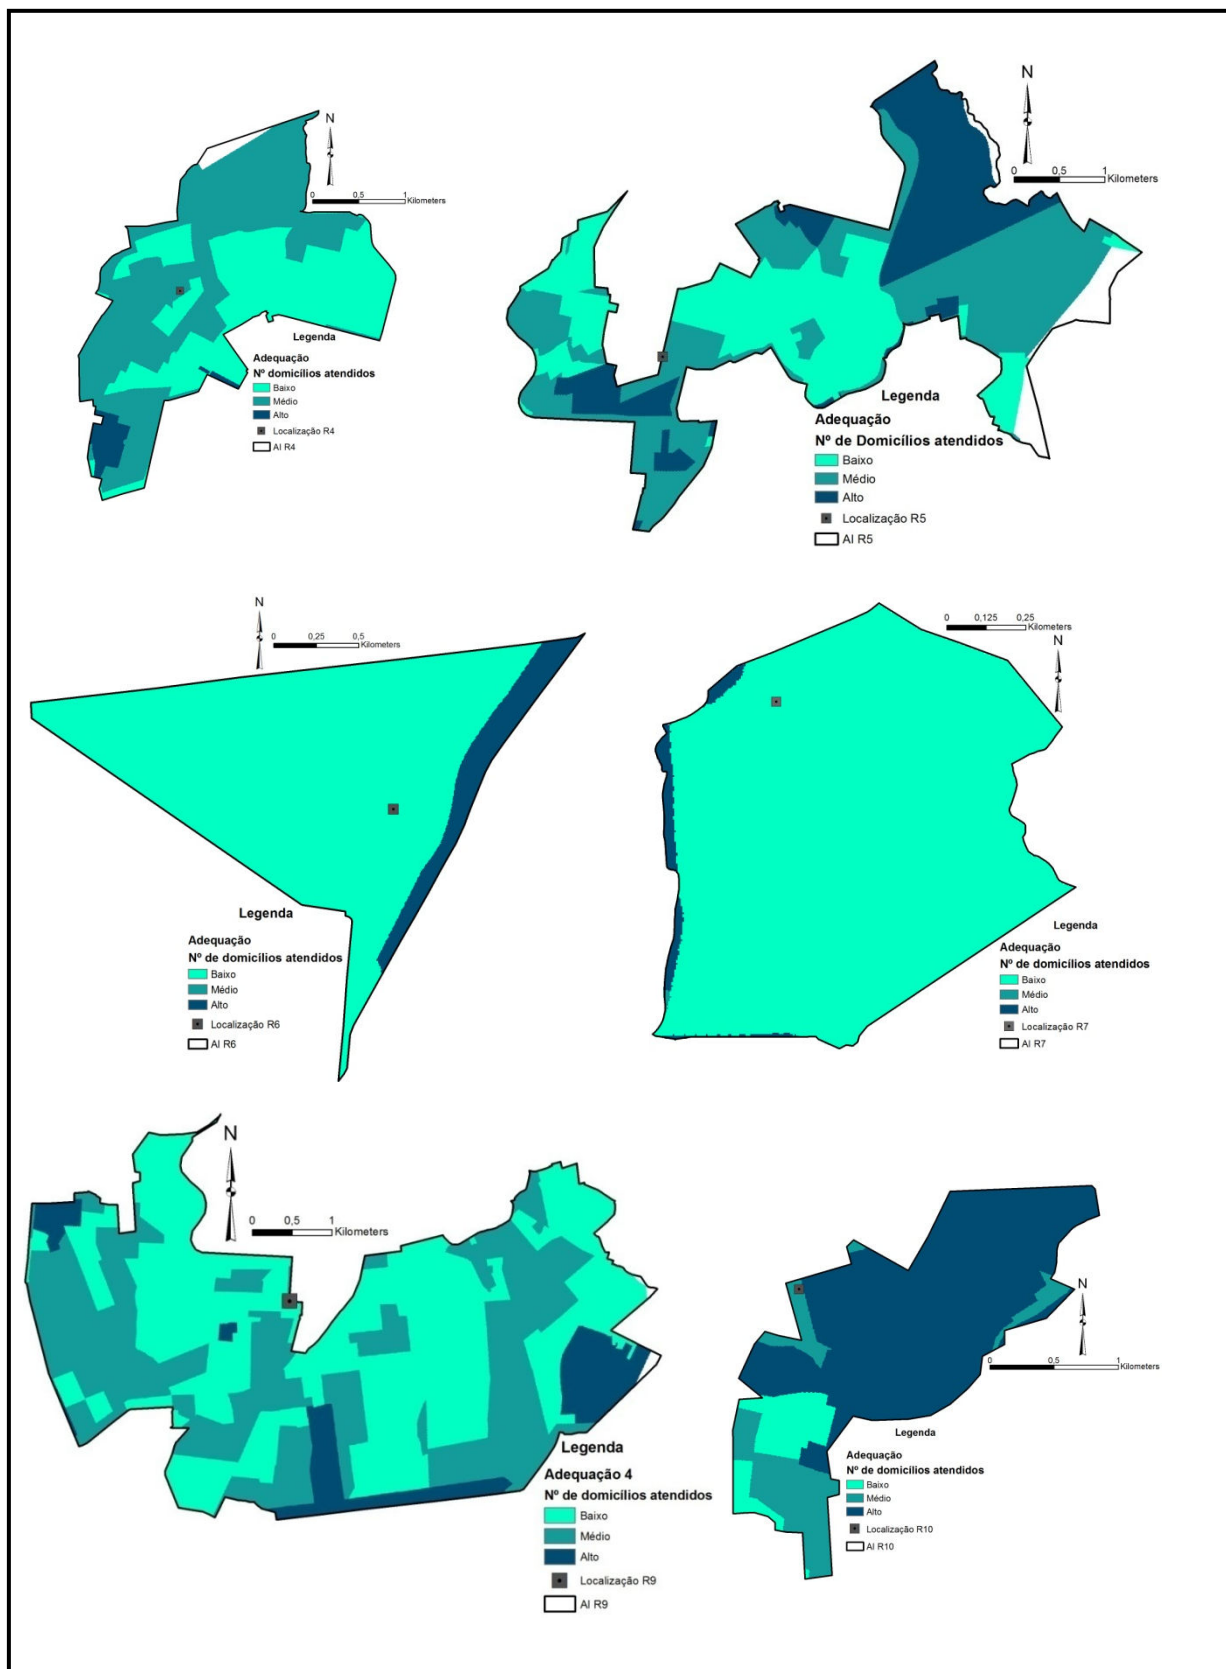 N
0 0,5 1
Kilometers
Legenda
Adequação
Nº domicílios atendidos
Baixo
Médio
Alto
Localização R4
AI R4
N
0 0,5 1
Kilometers
Legenda
Adequação
Nº de Domicílios atendidos
Baixo
Médio
Alto
Localização R5
AI R5
N
0 0,25 0,5
Kilometers
Legenda
Adequação
Nº de domicílios atendidos
Baixo
Médio
Alto
Localização R6
AI R6
0 0,125 0,25
Kilometers
N
Legenda
Adequação
Nº de domicílios atendidos
Baixo
Médio
Alto
Localização R7
AI R7
N
0 0,5 1
Kilometers
Legenda
Adequação 4
Nº de domicílios atendidos
Baixo
Médio
Alto
Localização R9
AI R9
N
0 0,5 1
Kilometers
Legenda
Adequação
Nº de domicílios atendidos
Baixo
Médio
Alto
Localização R10
AI R10